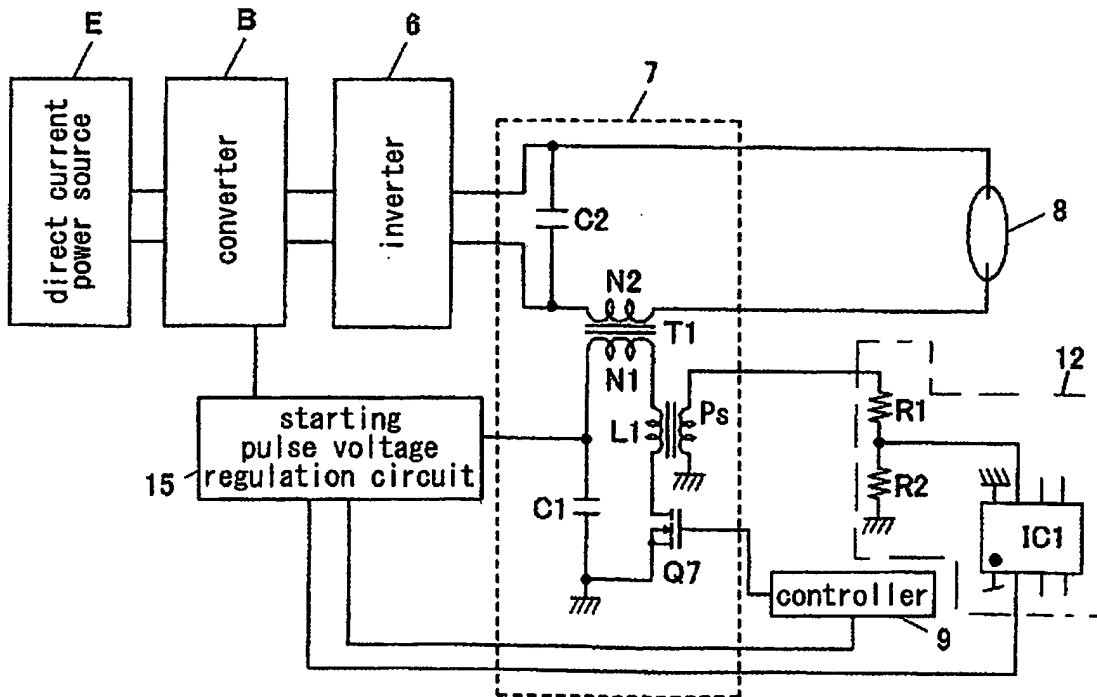 E
B
6
7
direct current
power source
converter
inverter
C2
8
N2
T1
N1
12
starting
pulse voltage
regulation circuit
15
L1
Ps
R1
R2
C1
Q7
IC1
controller
9